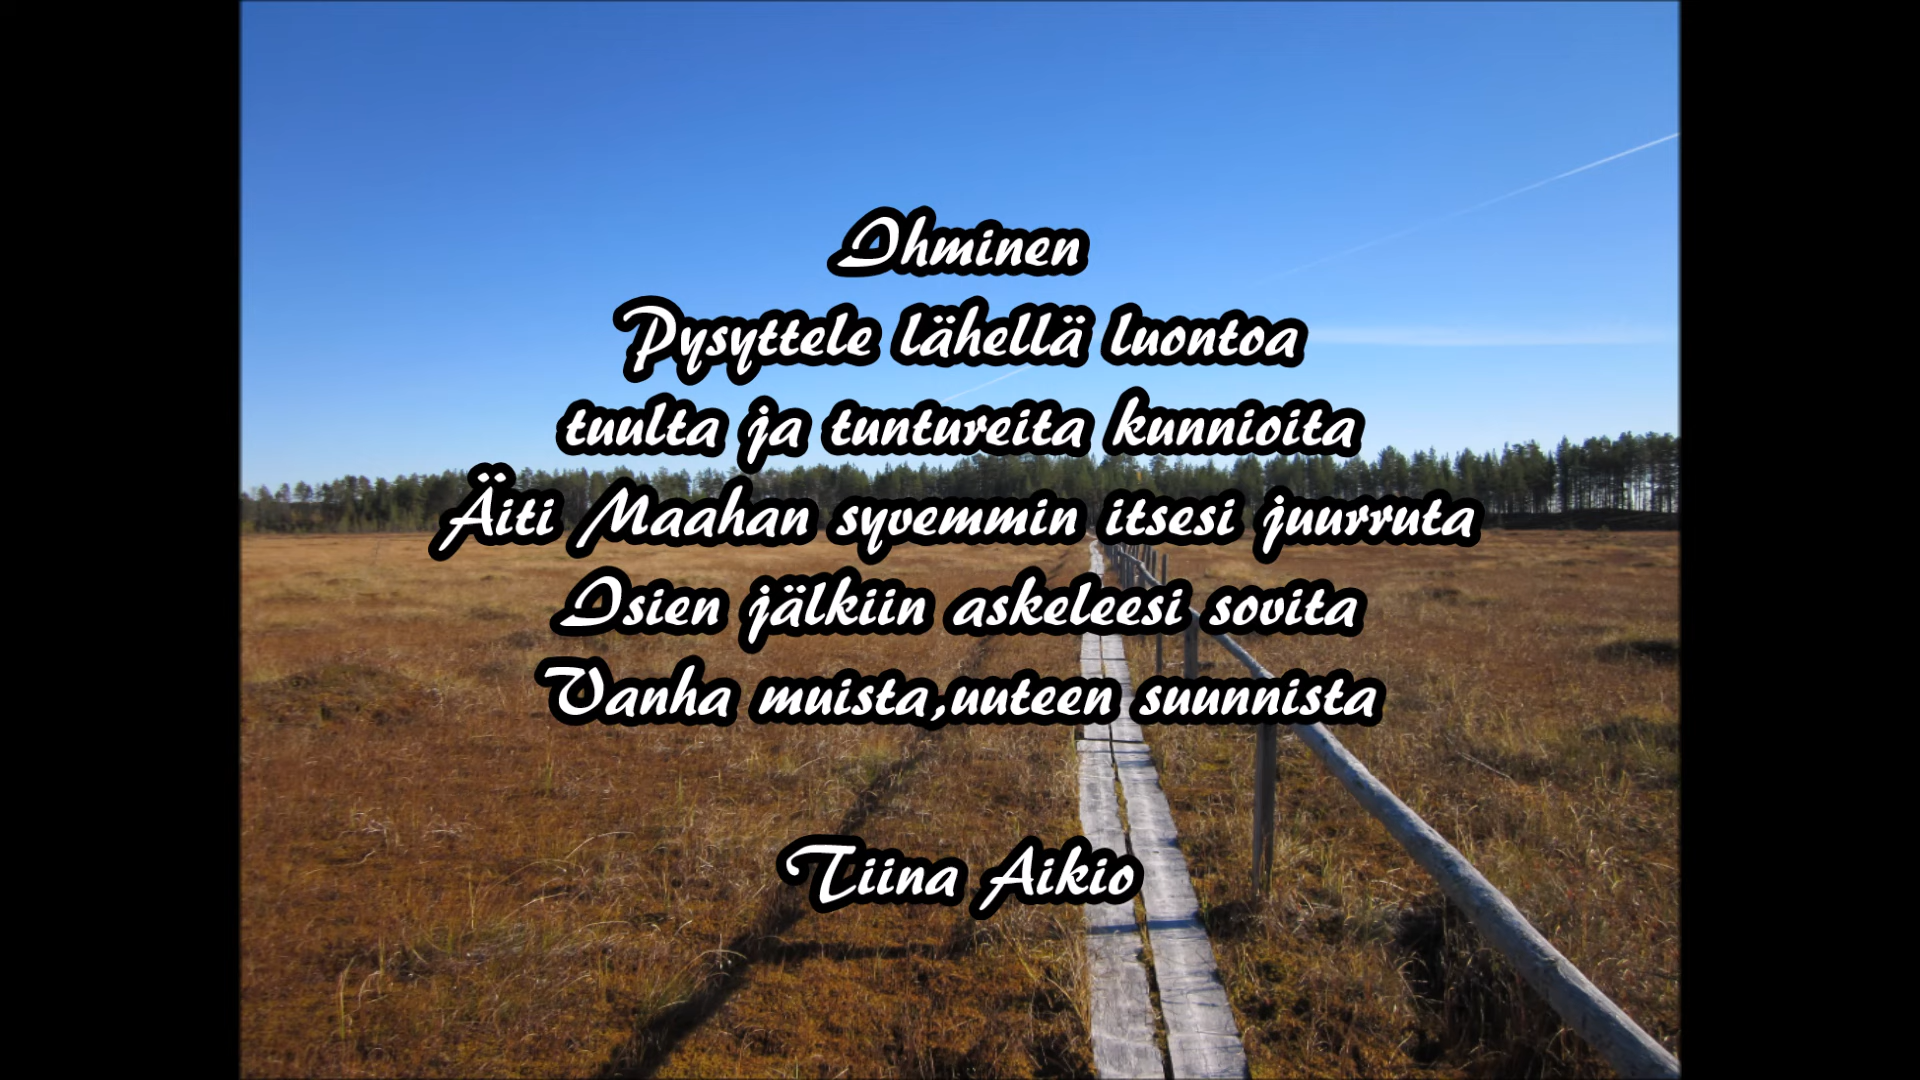 Ihminen
Pysyttele lähellä luontoa
tuulta ja tuntureita kunnioita
Äiti Maahan syvemmin itsesi juurruta
Isien jälkiin askeleesi sovita
Vanha muista,uuteen suunnista
Tiina Aikio